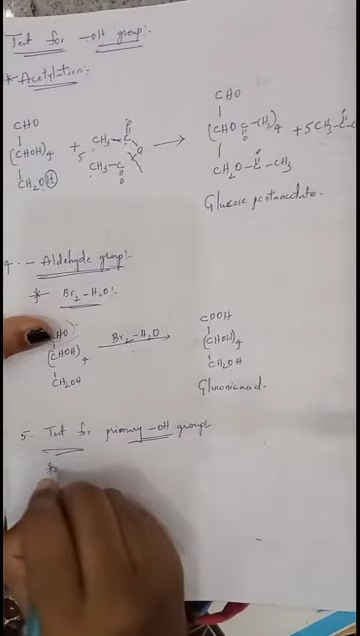 Test for -OH group:
* Acetylation:-
CHO
(CHOH)4
CH2OH
+ 5
CH3-C
O
O
CH3-C
O
CHO
(CHO C-CH3)4
O
CH2O-C-CH3
O
+ 5CH3-C
Glucose pentaacetate.
4. - Aldehyde group:
* Br2-H2O:
HO
(CHOH)4
CH2OH
Br2-H2O
COOH
(CHOH)4
CH2OH
Gluconic acid.
5. Test for primary -OH group
*